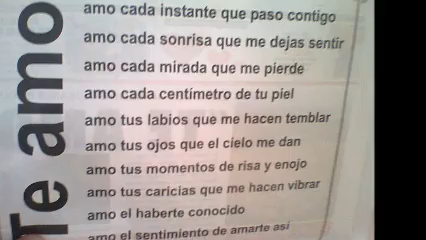 Te amo
amo cada instante que paso contigo
amo cada sonrisa que me dejas sentir
amo cada mirada que me pierde
amo cada centímetro de tu piel
amo tus labios que me hacen temblar
amo tus ojos que el cielo me dan
amo tus momentos de risa y enojo
amo tus caricias que me hacen vibrar
amo el haberte conocido
amo el sentimiento de amarte asi